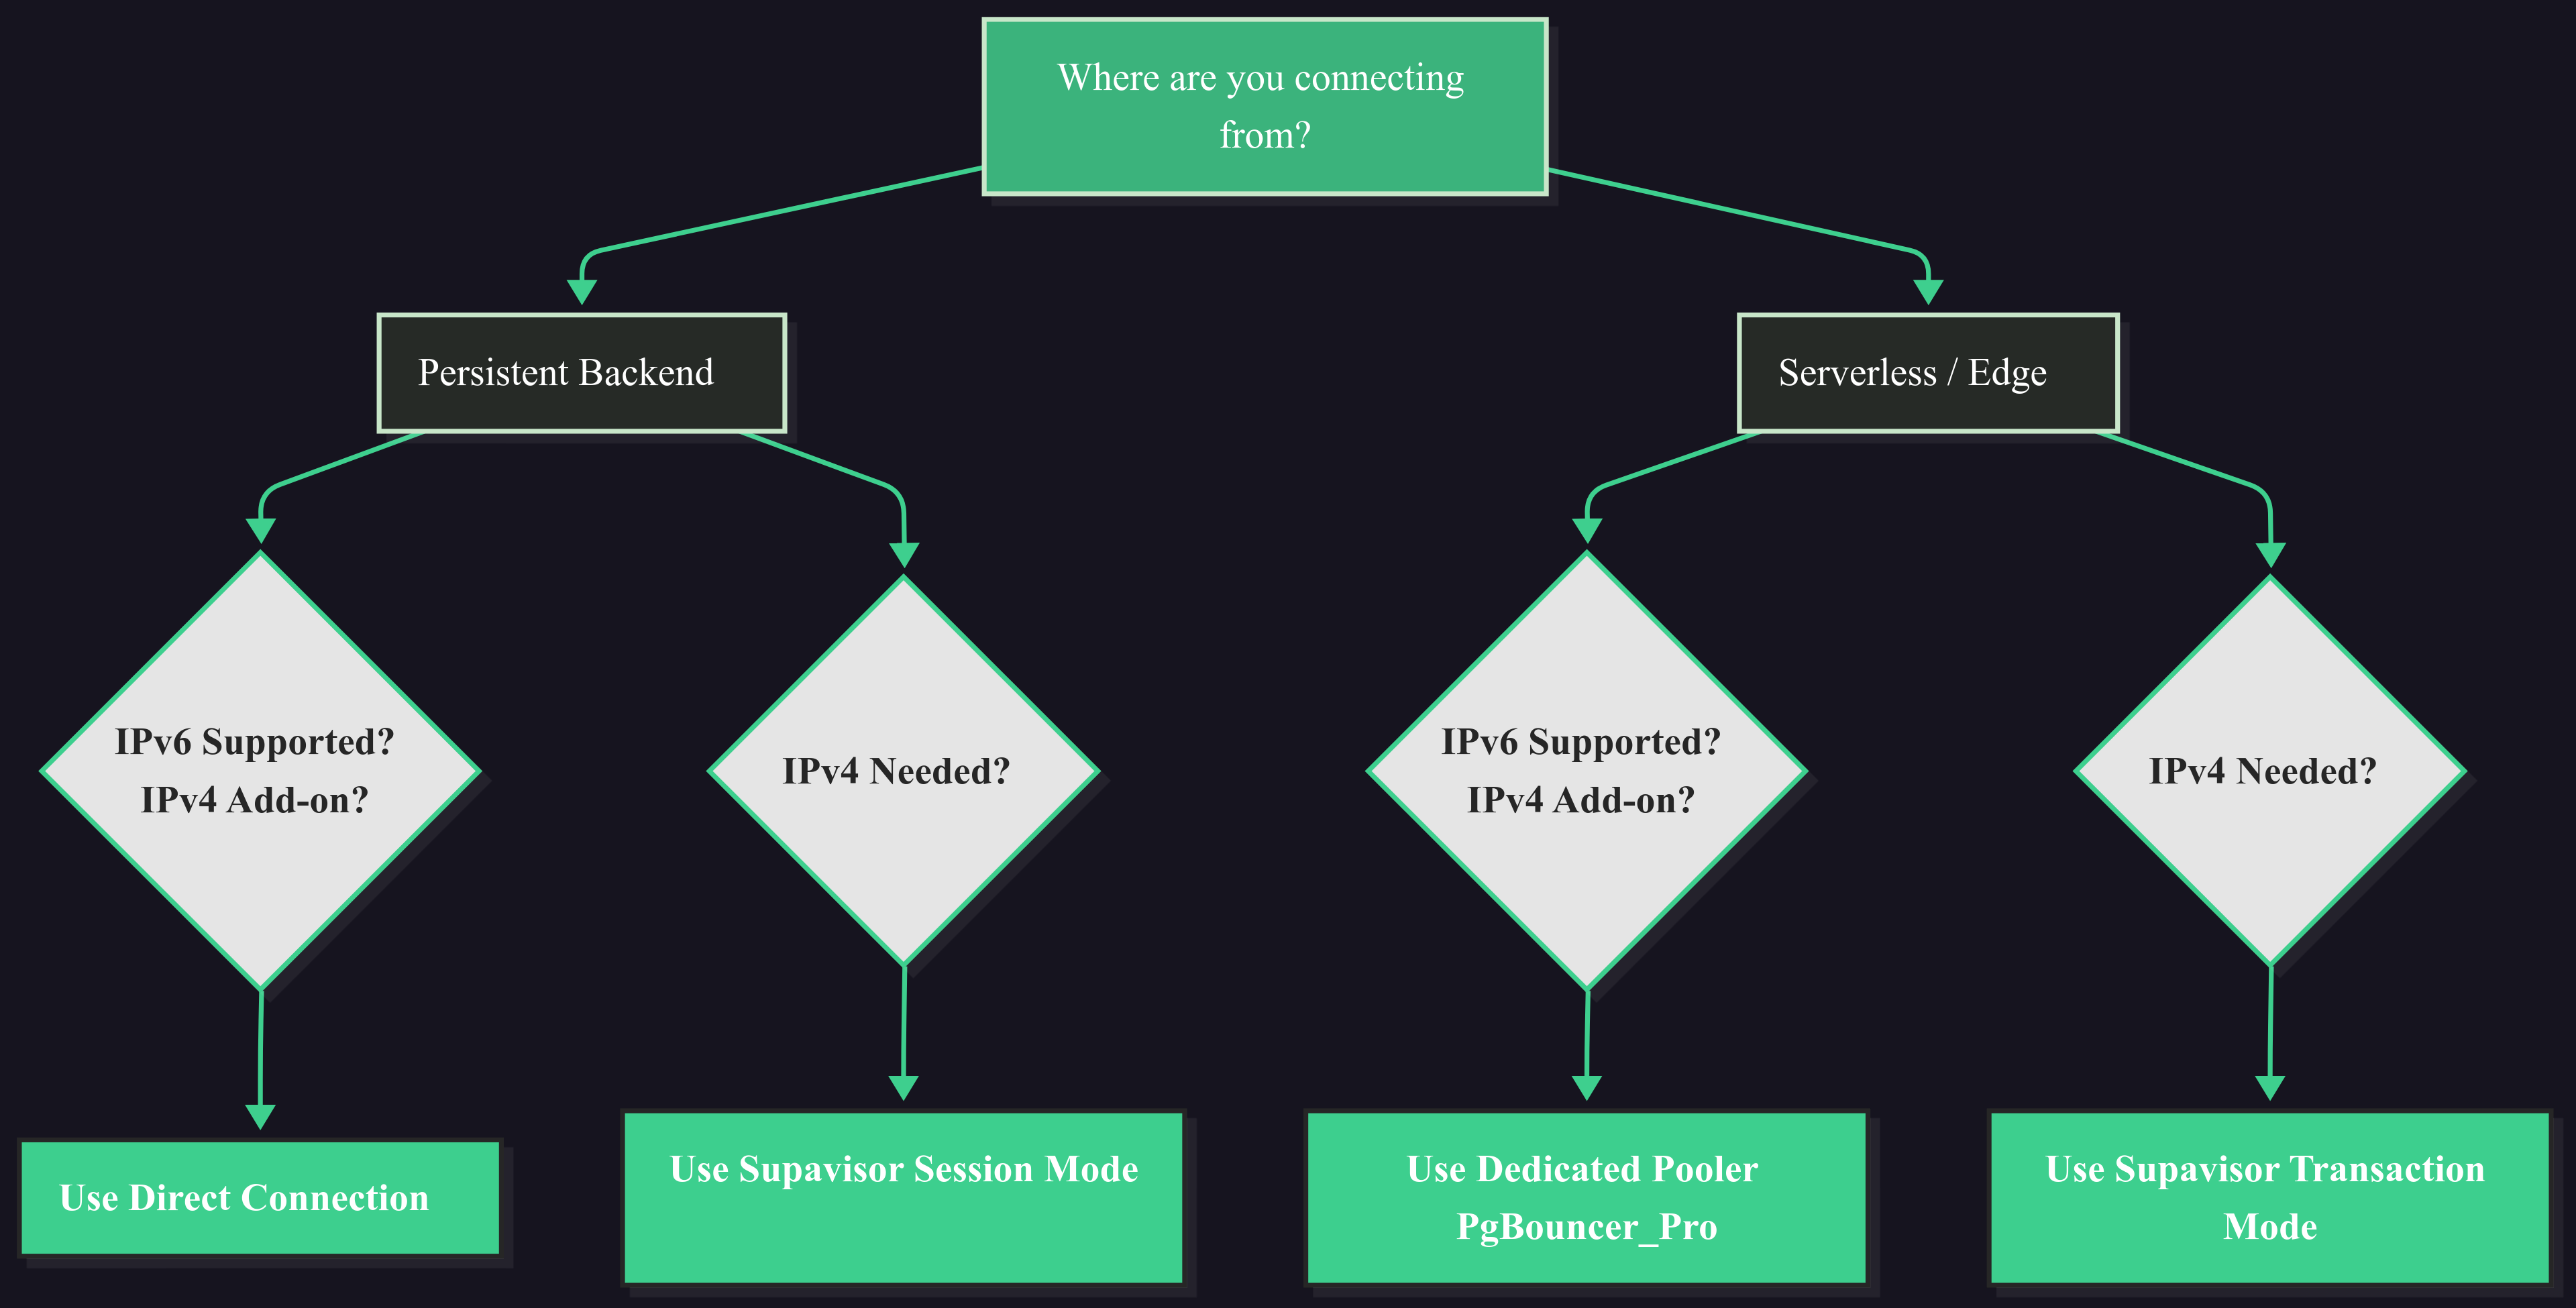 Where are you connecting
from?
Persistent Backend
Serverless / Edge
IPv6 Supported?
IPv4 Add-on?
IPv4 Needed?
IPv6 Supported?
IPv4 Add-on?
IPv4 Needed?
Use Direct Connection
Use Supavisor Session Mode
Use Dedicated Pooler
PgBouncer_Pro
Use Supavisor Transaction
Mode